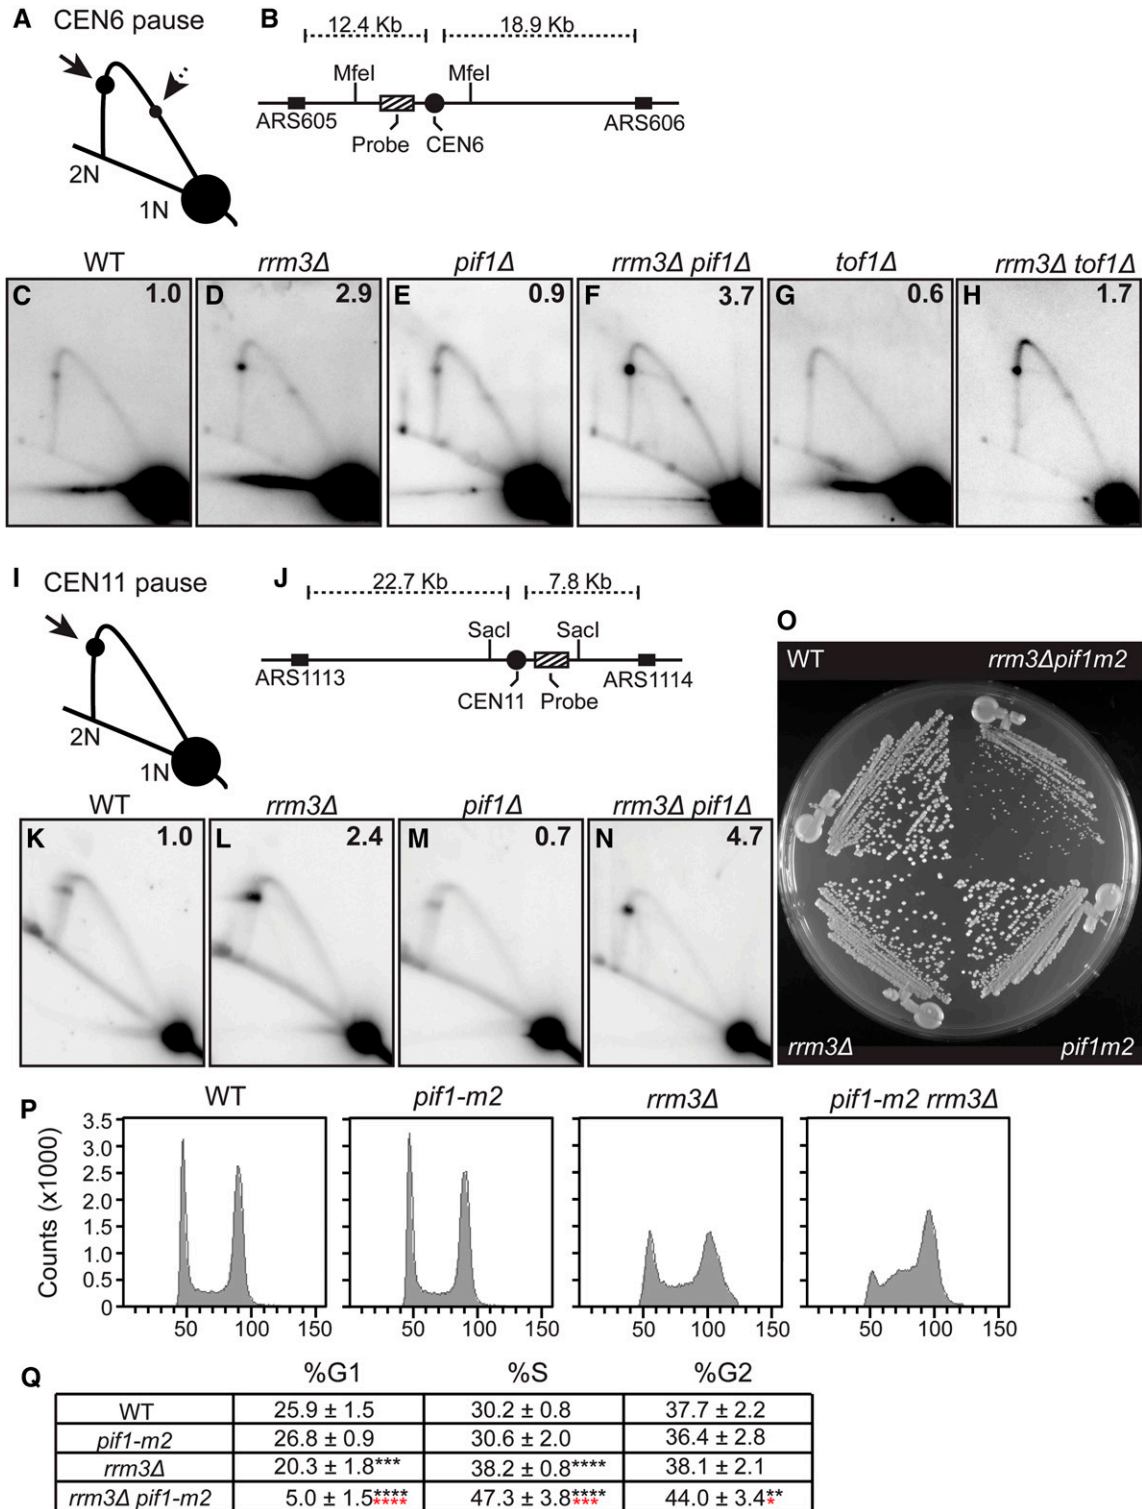 A CEN6 pause
2N
1N
B
12.4 Kb 18.9 Kb
MfeI MfeI
ARS605 ARS606
Probe CEN6
WT rrm3Δ pif1Δ rrm3Δ pif1Δ tof1Δ rrm3Δ tof1Δ
C 1.0 D 2.9 E 0.9 F 3.7 G 0.6 H 1.7
I CEN11 pause
2N
1N
J
22.7 Kb 7.8 Kb
SacI SacI
ARS1113 ARS1114
CEN11 Probe
WT rrm3Δ pif1Δ rrm3Δ pif1Δ
K 1.0 L 2.4 M 0.7 N 4.7
O
WT rrm3Δpif1m2
rrm3Δ pif1m2
P WT pif1-m2 rrm3Δ pif1-m2 rrm3Δ
Counts (x1000)
3.5
3.0
2.5
2.0
1.5
1.0
0.5
0
50 100 150 50 100 150 50 100 150 50 100 150
Q %G1 %S %G2
WT 25.9 ± 1.5 30.2 ± 0.8 37.7 ± 2.2
pif1-m2 26.8 ± 0.9 30.6 ± 2.0 36.4 ± 2.8
rrm3Δ 20.3 ± 1.8*** 38.2 ± 0.8**** 38.1 ± 2.1
rrm3Δ pif1-m2 5.0 ± 1.5******** 47.3 ± 3.8******* 44.0 ± 3.4***